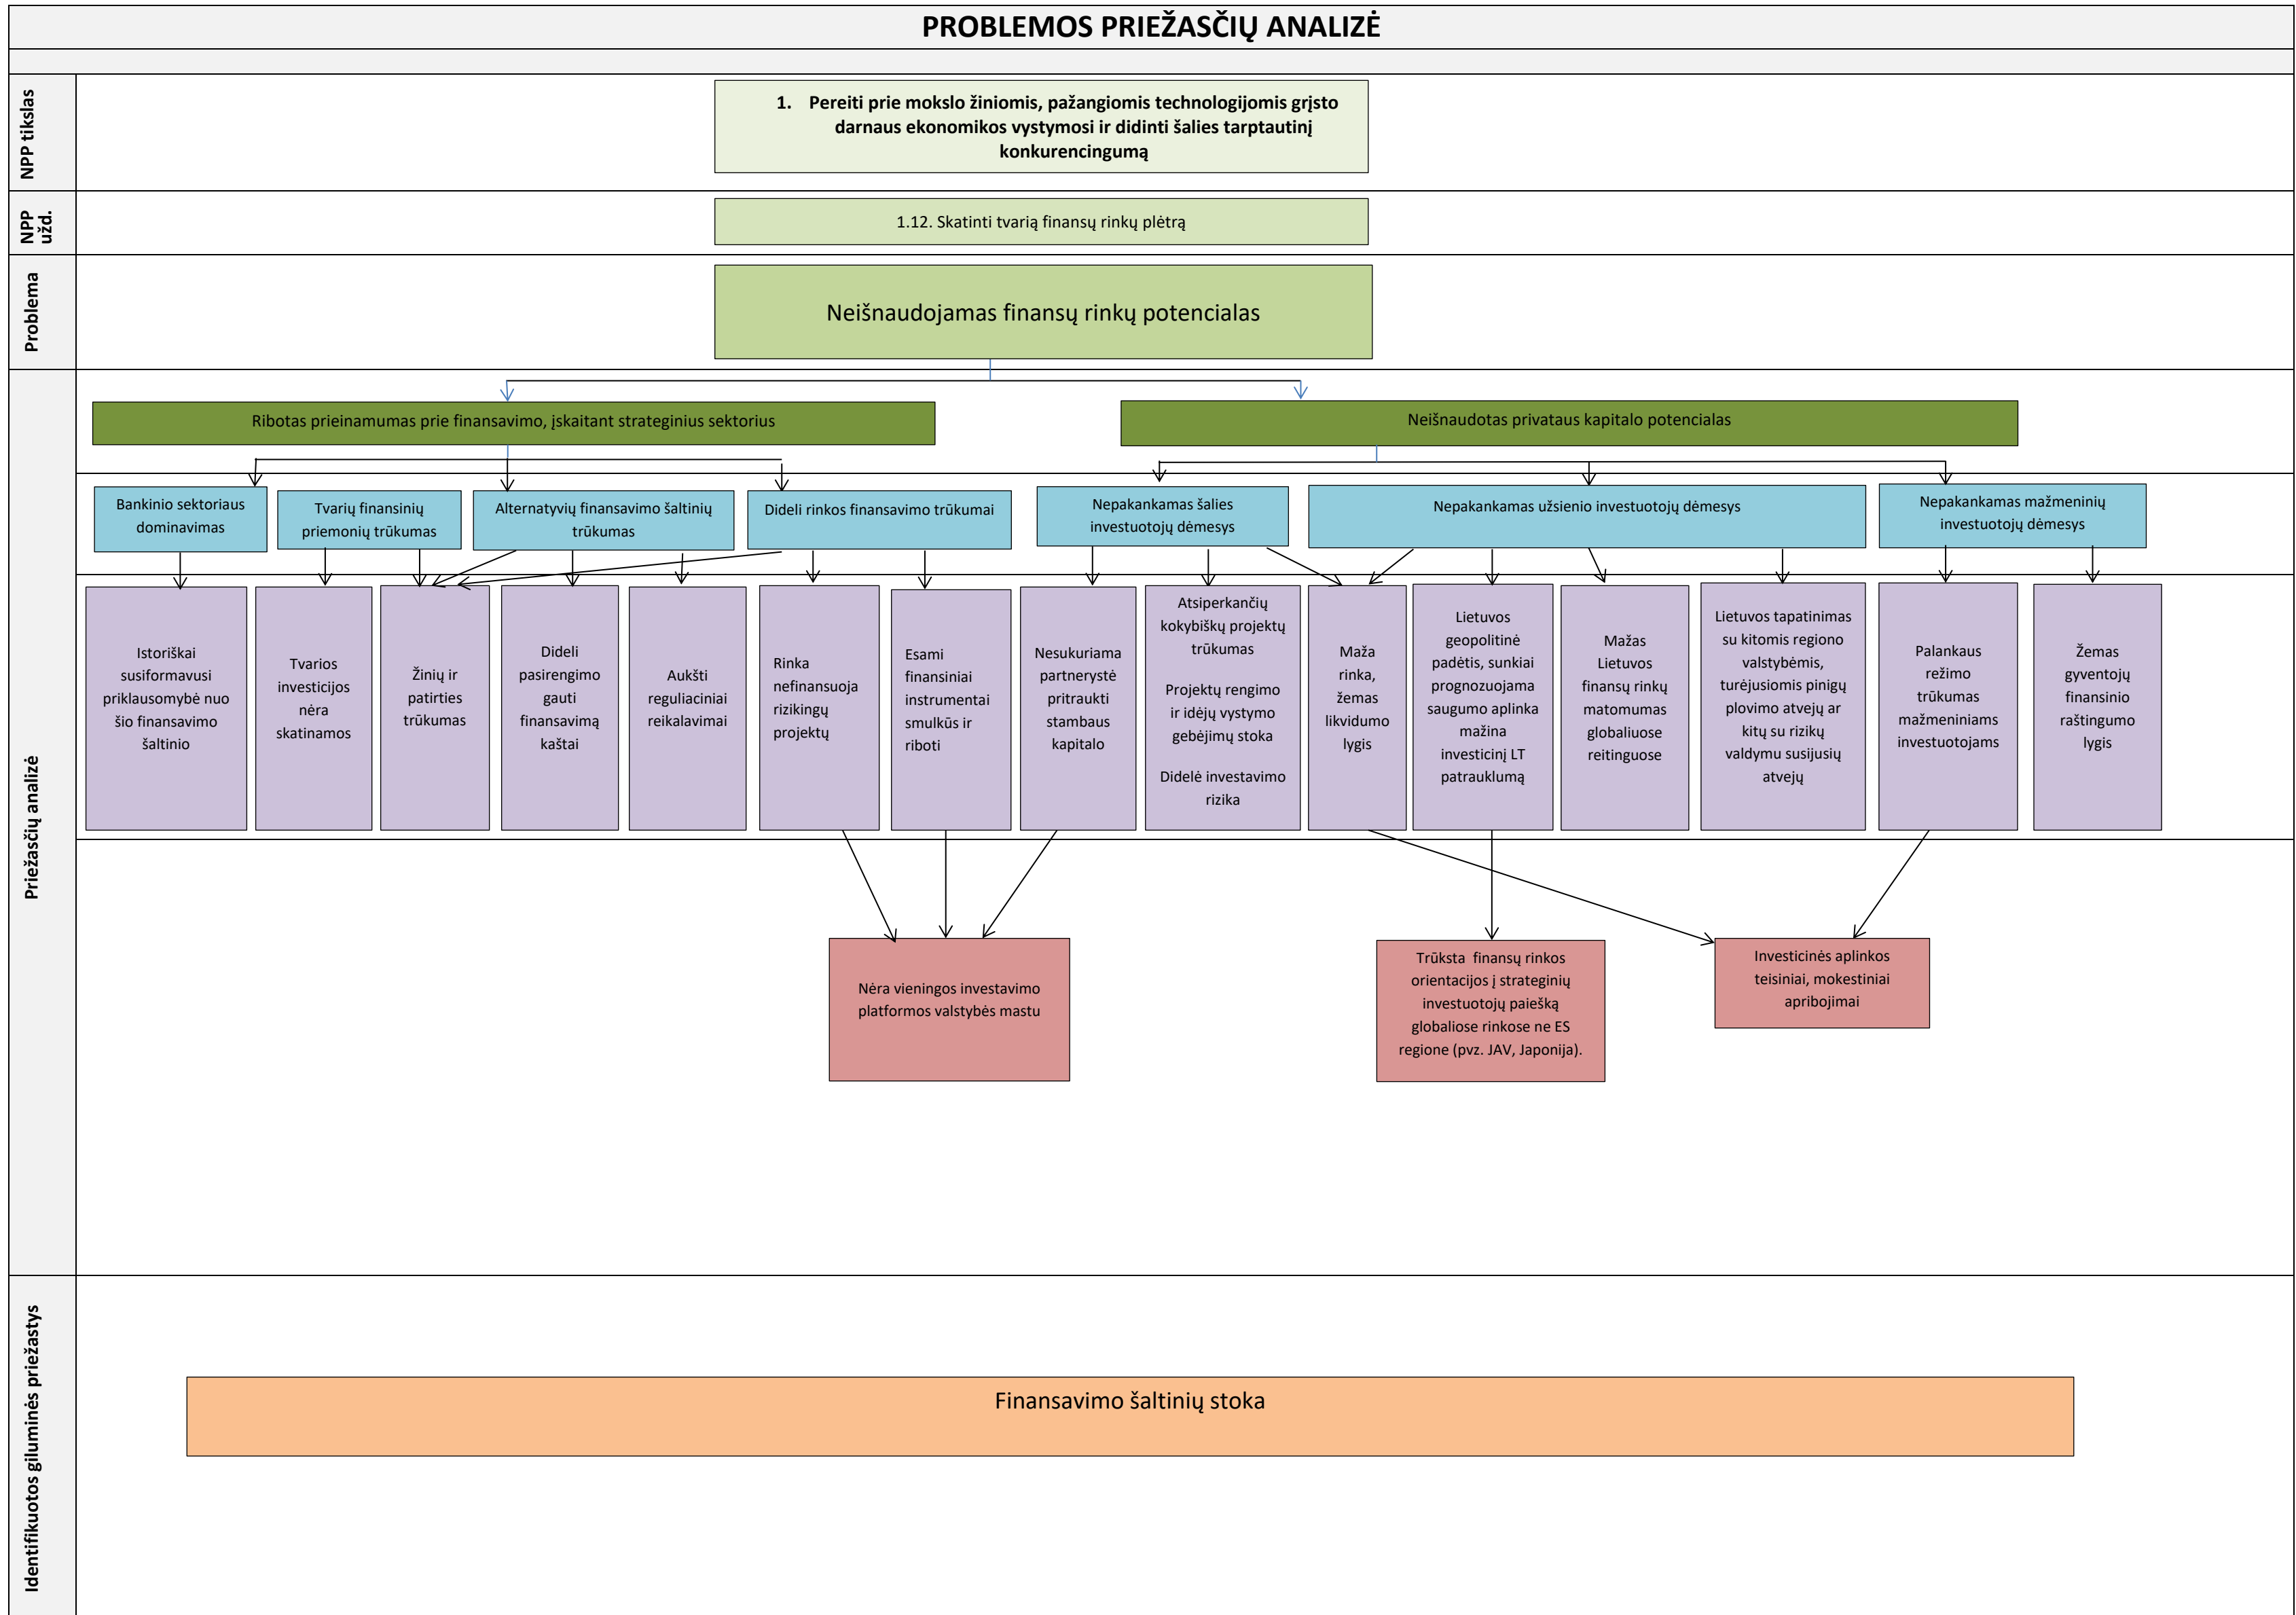 PROBLEMOS PRIEŽASČIŲ ANALIZĖ
NPP tikslas
1. Pereiti prie mokslo žiniomis, pažangiomis technologijomis grįsto
darnaus ekonomikos vystymosi ir didinti šalies tarptautinį
konkurencingumą
NPP
užd.
1.12. Skatinti tvarią finansų rinkų plėtrą
Problema
Neišnaudojamas finansų rinkų potencialas
Priežasčių analizė
Ribotas prieinamumas prie finansavimo, įskaitant strateginius sektorius
Neišnaudotas privataus kapitalo potencialas
Bankinio sektoriaus
dominavimas
Tvarių finansinių
priemonių trūkumas
Alternatyvių finansavimo šaltinių
trūkumas
Dideli rinkos finansavimo trūkumai
Nepakankamas šalies
investuotojų dėmesys
Nepakankamas užsienio investuotojų dėmesys
Nepakankamas mažmeninių
investuotojų dėmesys
Istoriškai
susiformavusi
priklausomybė nuo
šio finansavimo
šaltinio
Tvarios
investicijos
nėra
skatinamos
Žinių ir
patirties
trūkumas
Dideli
pasirengimo
gauti
finansavimą
kaštai
Aukšti
reguliaciniai
reikalavimai
Rinka
nefinansuoja
rizikingų
projektų
Esami
finansiniai
instrumentai
smulkūs ir
riboti
Nesukuriama
partnerystė
pritraukti
stambaus
kapitalo
Atsiperkančių
kokybiškų projektų
trūkumas
Projektų rengimo
ir idėjų vystymo
gebėjimų stoka
Didelė investavimo
rizika
Maža
rinka,
žemas
likvidumo
lygis
Lietuvos
geopolitinė
padėtis, sunkiai
prognozuojama
saugumo aplinka
mažina
investicinį LT
patrauklumą
Mažas
Lietuvos
finansų rinkų
matomumas
globaliuose
reitinguose
Lietuvos tapatinimas
su kitomis regiono
valstybėmis,
turėjusiomis pinigų
plovimo atvejų ar
kitų su rizikų
valdymu susijusių
atvejų
Palankaus
režimo
trūkumas
mažmeniniams
investuotojams
Žemas
gyventojų
finansinio
raštingumo
lygis
Nėra vieningos investavimo
platformos valstybės mastu
Trūksta finansų rinkos
orientacijos į strateginių
investuotojų paiešką
globaliose rinkose ne ES
regione (pvz. JAV, Japonija).
Investicinės aplinkos
teisiniai, mokestiniai
apribojimai
Identifikuotos giluminės priežastys
Finansavimo šaltinių stoka